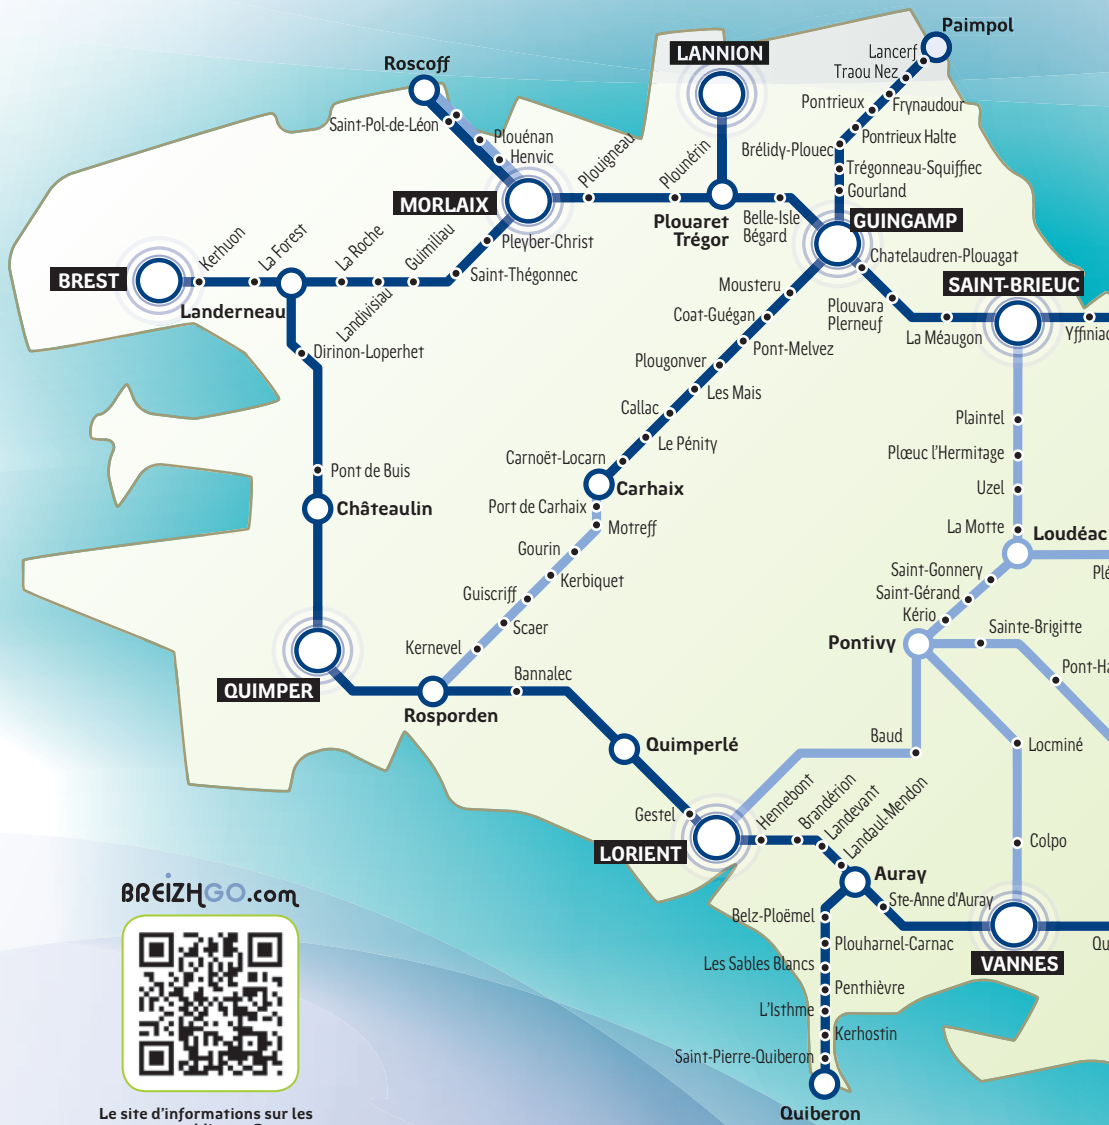 Paimpol
Lancerf
Traou Nez
Frynaudour
Pontrieux
Pontrieux Halte
Brélidy-Plouec
Trégonneau-Squiffiec
Gourland
LANNION
Roscoff
Saint-Pol-de-Léon
Plouénan
Henvic
MORLAIX
Plouigneau
Plounérin
Plouaret
Trégor
Belle-Isle
Bégard
GUINGAMP
Chatelaudren-Plouagat
Plouvara
Plerneuf
La Méaugon
SAINT-BRIEUC
Yffiniac
Pleyber-Christ
Saint-Thégonnec
Guimiliau
Landivisiau
La Roche
Landerneau
La Forest
Kerhuon
BREST
Dirinon-Loperhet
Pont de Buis
Châteaulin
QUIMPER
Mousteru
Coat-Guégan
Pont-Melvez
Plougonver
Les Mais
Callac
Le Pénity
Carnoët-Locarn
Carhaix
Port de Carhaix
Motreff
Gourin
Kerbiquet
Guiscriff
Scaer
Kernevel
Rosporden
Bannalec
Quimperlé
Gestel
LORIENT
Plaintel
Plœuc l'Hermitage
Uzel
La Motte
Loudéac
Plé
Saint-Gonnery
Saint-Gérand
Kério
Pontivy
Sainte-Brigitte
Pont-Ha
Baud
Locminé
Colpo
VANNES
Qu
Hennebont
Brandérion
Landevant
Landaul-Mendon
Auray
Ste-Anne d'Auray
Belz-Ploëmel
Plouharnel-Carnac
Les Sables Blancs
Penthièvre
L'Isthme
Kerhostin
Saint-Pierre-Quiberon
Quiberon
BREIZHGO.com
Le site d'informations sur les